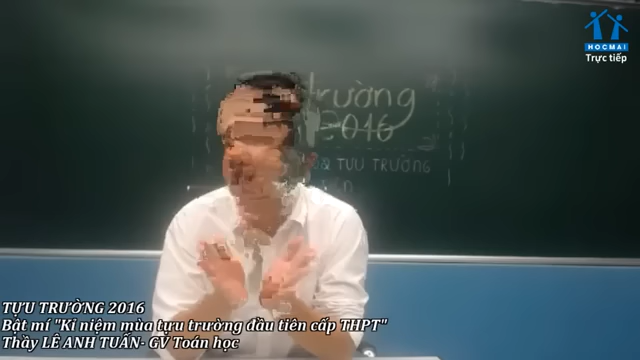 HOCMAI
Trực tiếp
trường
2016
& TỰU TRƯỜNG
TỰU TRƯỜNG 2016
Bật mí "Kỉ niệm mùa tựu trường đầu tiên cấp THPT"
Thầy LÊ ANH TUẤN- GV Toán học